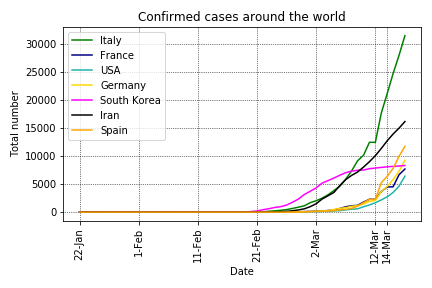 Confirmed cases around the world
30000
25000
20000
15000
10000
5000
0
Total number
Italy
France
USA
Germany
South Korea
Iran
Spain
22-Jan
1-Feb
11-Feb
21-Feb
2-Mar
12-Mar
14-Mar
Date